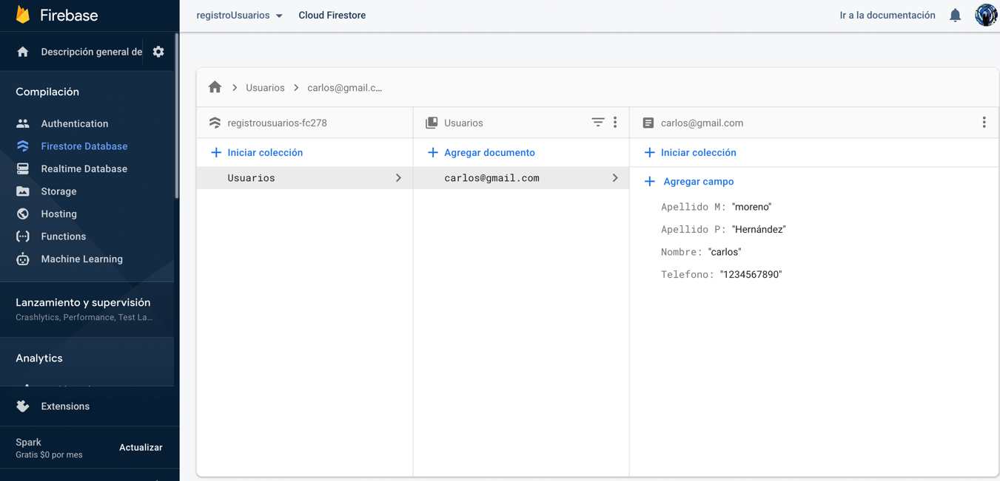 Firebase
registroUsuarios
Cloud Firestore
Ir a la documentación
Descripción general de
Compilación
Authentication
Firestore Database
Realtime Database
Storage
Hosting
Functions
Machine Learning
Lanzamiento y supervisión
Crashlytics, Performance, Test La...
Analytics
Extensions
Spark
Gratis $0 por mes
Actualizar
Usuarios
carlos@gmail.c...
registrousuarios-fc278
Iniciar colección
Usuarios
Usuarios
Agregar documento
carlos@gmail.com
carlos@gmail.com
Iniciar colección
Agregar campo
Apellido M: "moreno"
Apellido P: "Hernández"
Nombre: "carlos"
Telefono: "1234567890"